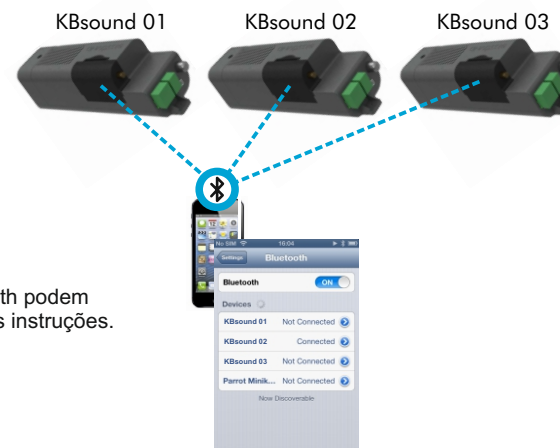 KBsound 01 KBsound 02 KBsound 03
No SIM 15:04
Settings Bluetooth
Bluetooth ON
th podem
s instruções.
Devices
KBsound 01 Not Connected
KBsound 02 Connected
KBsound 03 Not Connected
Parrot Minik... Not Connected
Now Discoverable